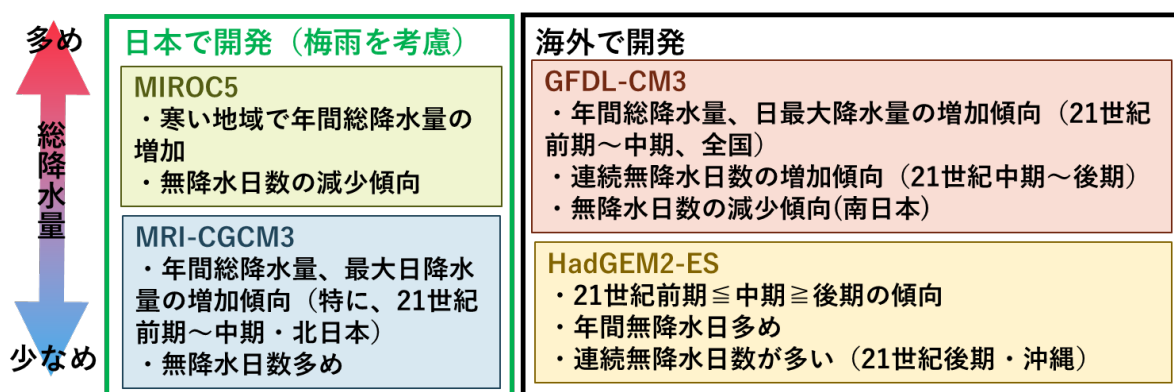 多め
総降水量
少なめ
日本で開発（梅雨を考慮）
MIROC5
・寒い地域で年間総降水量の
増加
・無降水日数の減少傾向
MRI-CGCM3
・年間総降水量、最大日降水
量の増加傾向（特に、21世紀
前期～中期・北日本）
・無降水日数多め
海外で開発
GFDL-CM3
・年間総降水量、日最大降水量の増加傾向（21世紀
前期～中期、全国）
・連続無降水日数の増加傾向（21世紀中期～後期）
・無降水日数の減少傾向(南日本)
HadGEM2-ES
・21世紀前期≦中期≧後期の傾向
・年間無降水日多め
・連続無降水日数が多い（21世紀後期・沖縄）